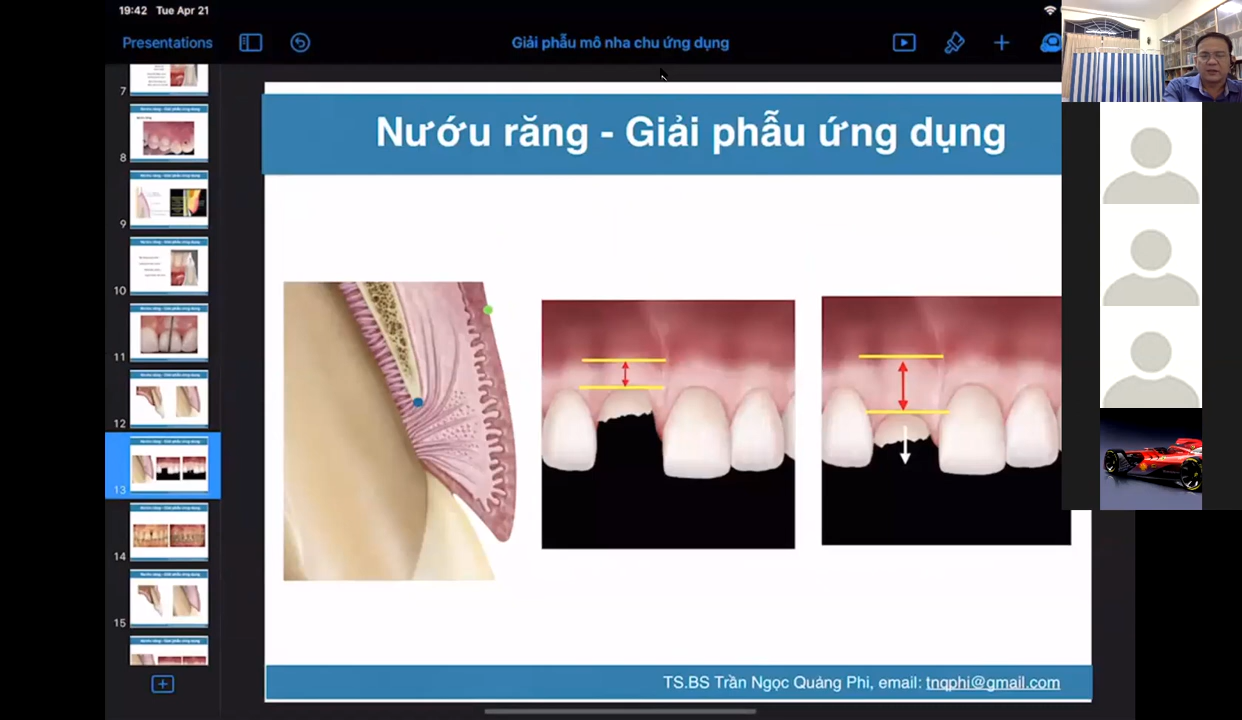 19:42 Tue Apr 21
Presentations
Giải phẫu mô nha chu ứng dụng
Nướu răng - Giải phẫu ứng dụng
7
8
9
10
11
12
13
14
15
TS.BS Trần Ngọc Quảng Phi, email: tnqphi@gmail.com